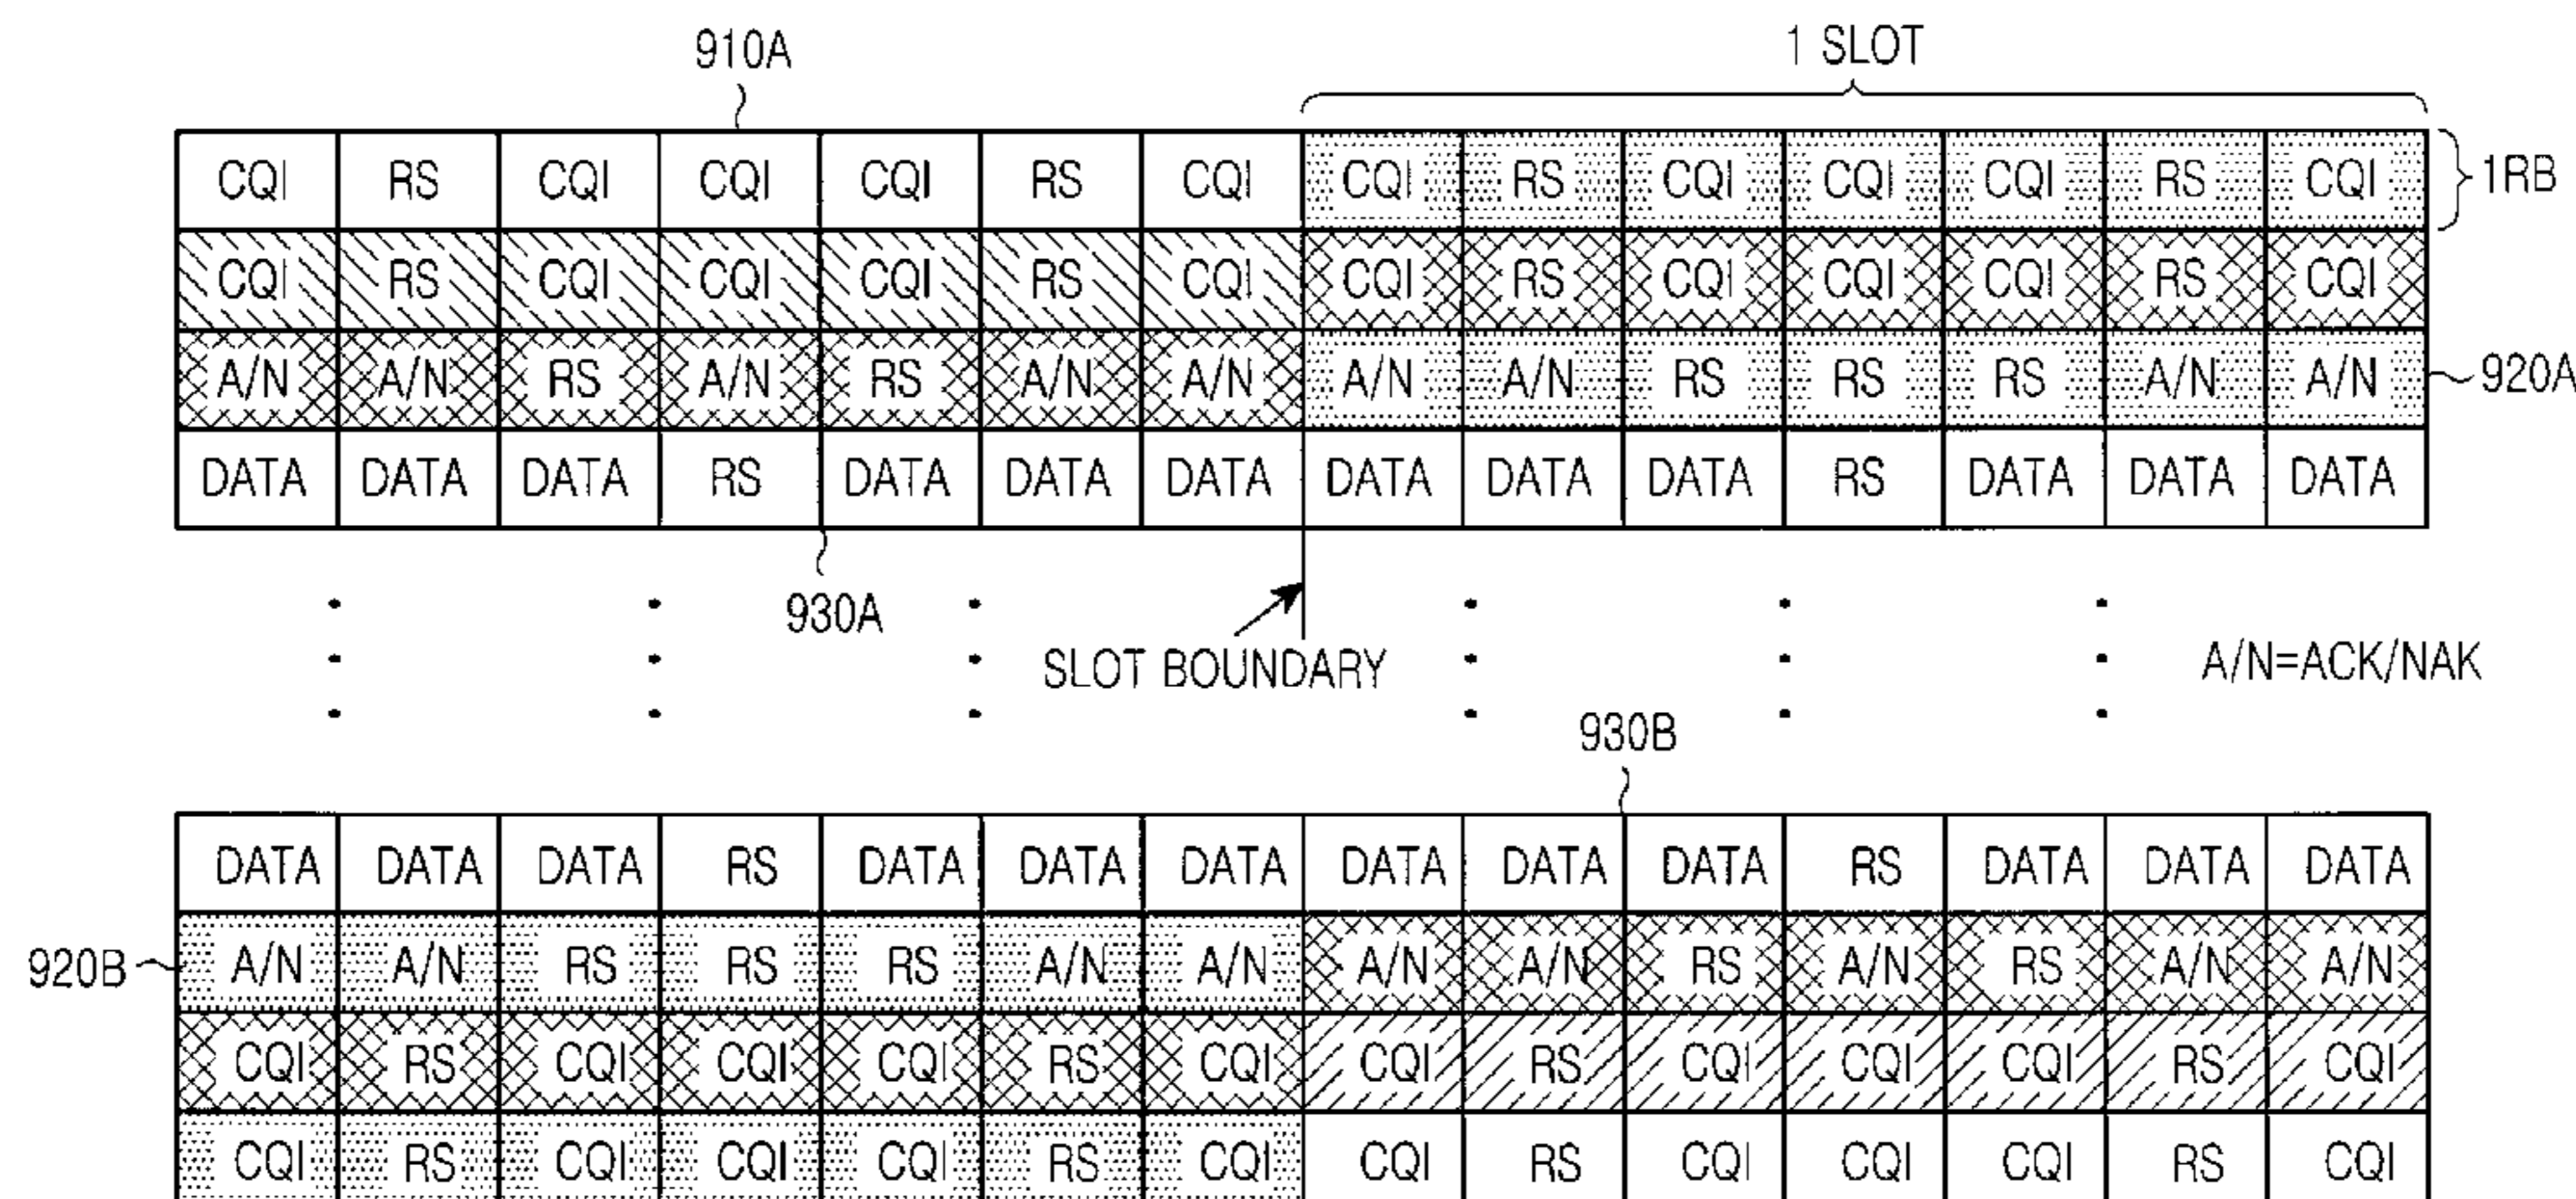 910A 1 SLOT
CQI RS CQI CQI CQI RS CQI CQI RS CQI CQI CQI RS CQI 1RB
CQI RS CQI CQI CQI RS CQI CQI RS CQI CQI CQI RS CQI
A/N A/N RS A/N RS A/N A/N A/N A/N RS RS RS A/N A/N 920A
DATA DATA DATA RS DATA DATA DATA DATA DATA DATA RS DATA DATA DATA
930A
SLOT BOUNDARY A/N=ACK/NAK
930B
DATA DATA DATA RS DATA DATA DATA DATA DATA DATA RS DATA DATA DATA
920B A/N A/N RS RS RS A/N A/N A/N A/N RS A/N RS A/N A/N
CQI RS CQI CQI CQI RS CQI CQI RS CQI CQI CQI RS CQI
CQI RS CQI CQI CQI RS CQI CQI RS CQI CQI CQI RS CQI